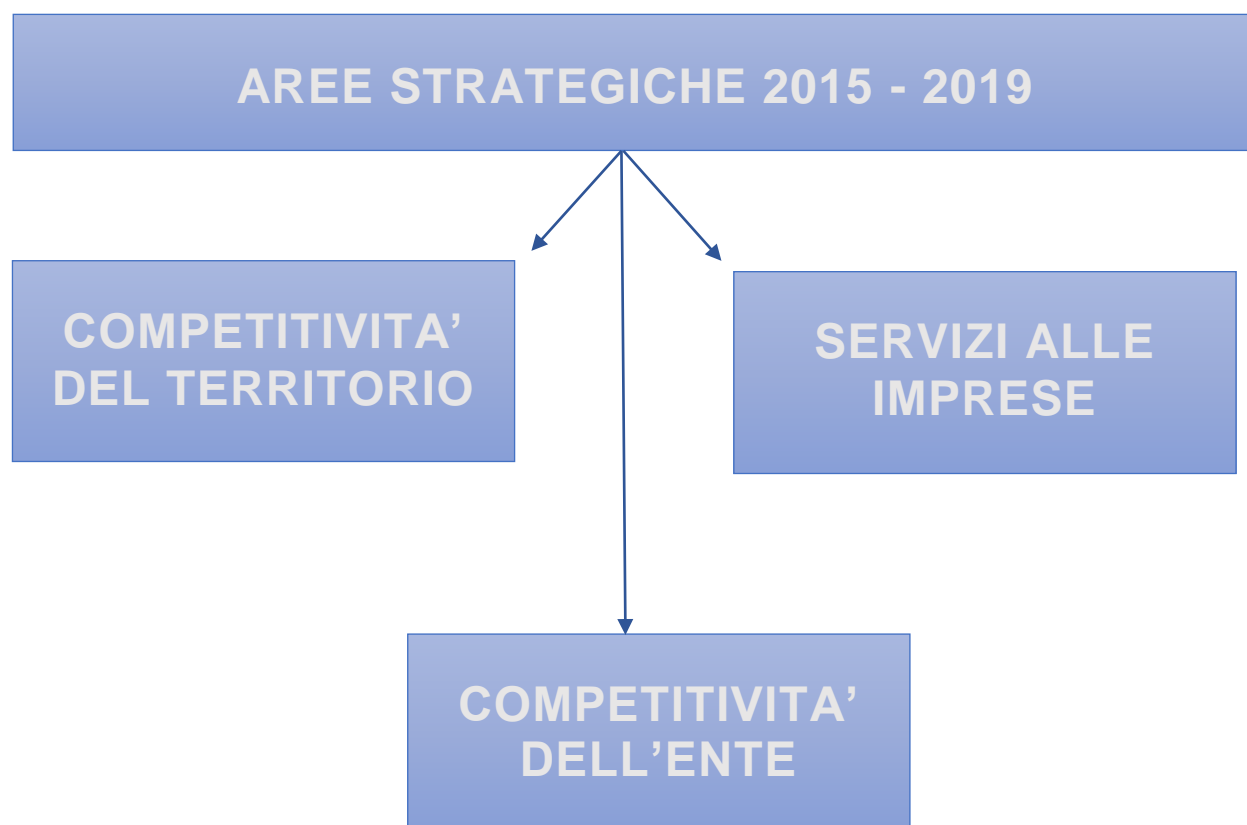 AREE STRATEGICHE 2015 - 2019
COMPETITIVITA’
DEL TERRITORIO
SERVIZI ALLE
IMPRESE
COMPETITIVITA’
DELL’ENTE